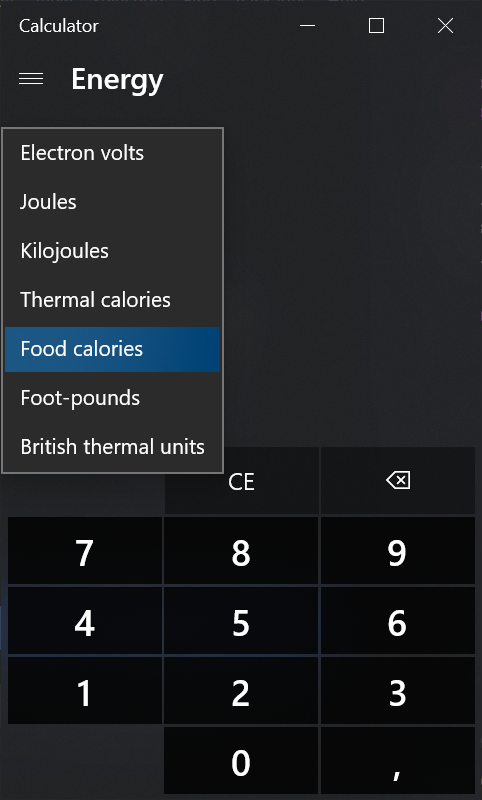 Calculator
Energy
Electron volts
Joules
Kilojoules
Thermal calories
Food calories
Foot-pounds
British thermal units
CE
7 8 9
4 5 6
1 2 3
0 ,